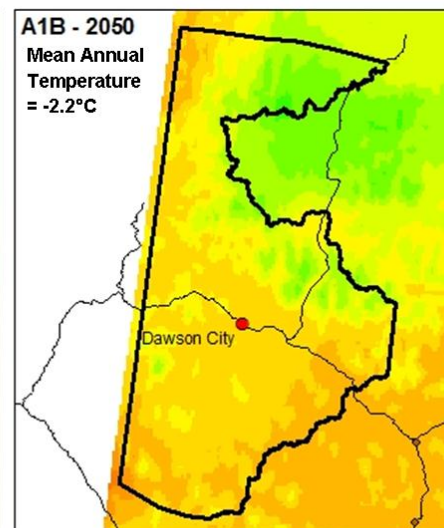 A1B - 2050
Mean Annual
Temperature
= -2.2°C
Dawson City